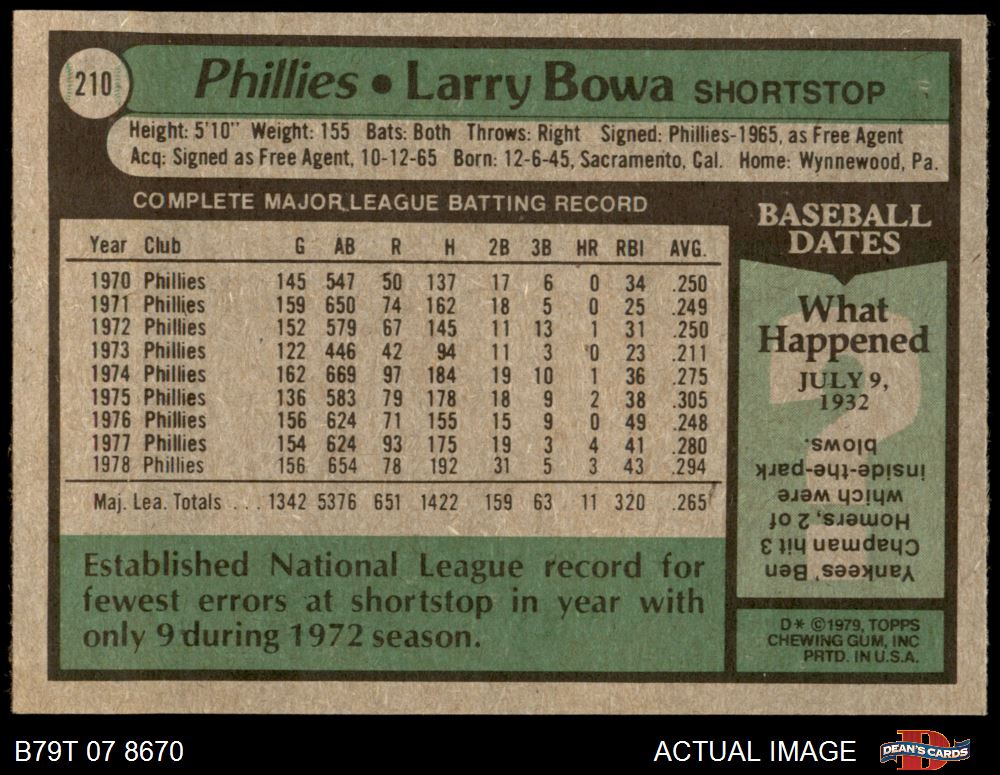 210
Phillies • Larry Bowa SHORTSTOP
Height: 5'10" Weight: 155 Bats: Both Throws: Right Signed: Phillies-1965, as Free Agent
Acq: Signed as Free Agent, 10-12-65 Born: 12-6-45, Sacramento, Cal. Home: Wynnewood, Pa.
COMPLETE MAJOR LEAGUE BATTING RECORD
Year Club G AB R H 2B 3B HR RBI AVG.
1970 Phillies 145 547 50 137 17 6 0 34 .250
1971 Phillies 159 650 74 162 18 5 0 25 .249
1972 Phillies 152 579 67 145 11 13 1 31 .250
1973 Phillies 122 446 42 94 11 3 0 23 .211
1974 Phillies 162 669 97 184 19 10 1 36 .275
1975 Phillies 136 583 79 178 18 9 2 38 .305
1976 Phillies 156 624 71 155 15 9 0 49 .248
1977 Phillies 154 624 93 175 19 3 4 41 .280
1978 Phillies 156 654 78 192 31 5 3 43 .294
Maj. Lea. Totals . . . 1342 5376 651 1422 159 63 11 320 .265
Established National League record for
fewest errors at shortstop in year with
only 9 during 1972 season.
BASEBALL
DATES
What
Happened
JULY 9,
1932
Yankees' Ben
Chapman hit 3
Homers, 2 of
which were
inside-the-park
blows.
D* ©1979, TOPPS
CHEWING GUM, INC
PRTD. IN U.S.A.
B79T 07 8670
ACTUAL IMAGE
DEAN'S CARDS